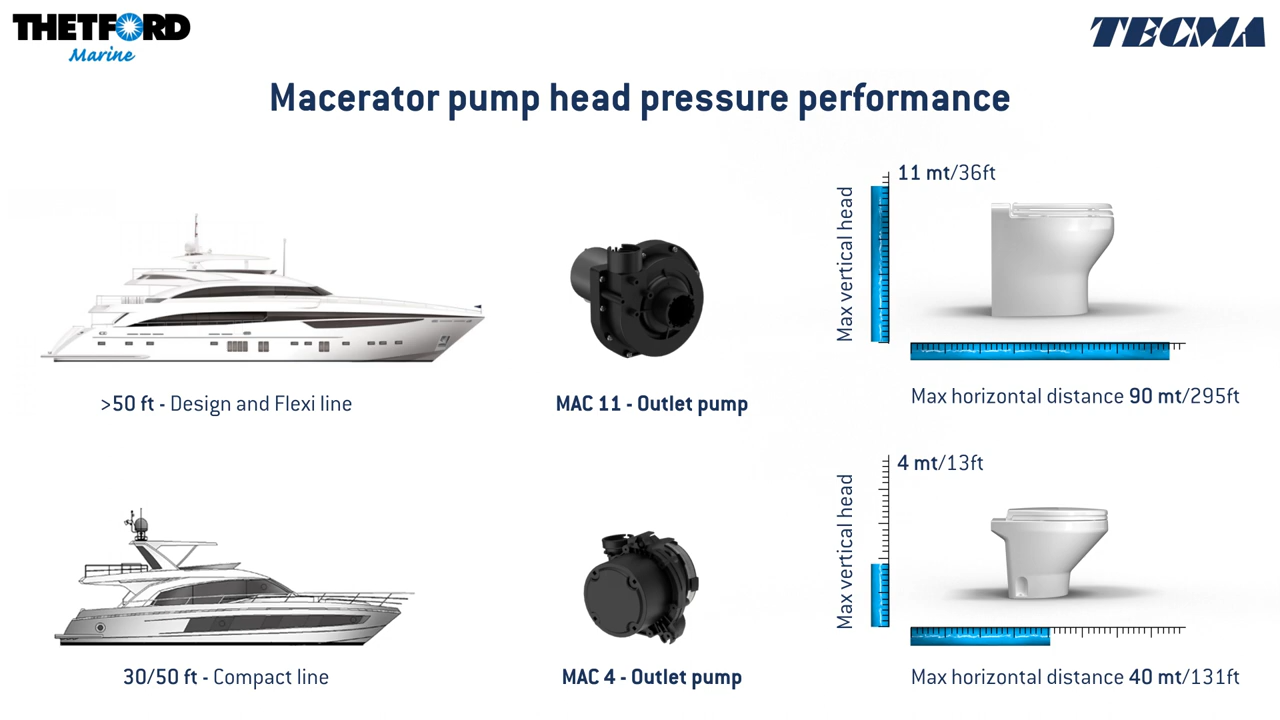 THETFORD
Marine
TECMA
Macerator pump head pressure performance
11 mt/36ft
Max vertical head
>50 ft - Design and Flexi line
MAC 11 - Outlet pump
Max horizontal distance 90 mt/295ft
4 mt/13ft
Max vertical head
30/50 ft - Compact line
MAC 4 - Outlet pump
Max horizontal distance 40 mt/131ft